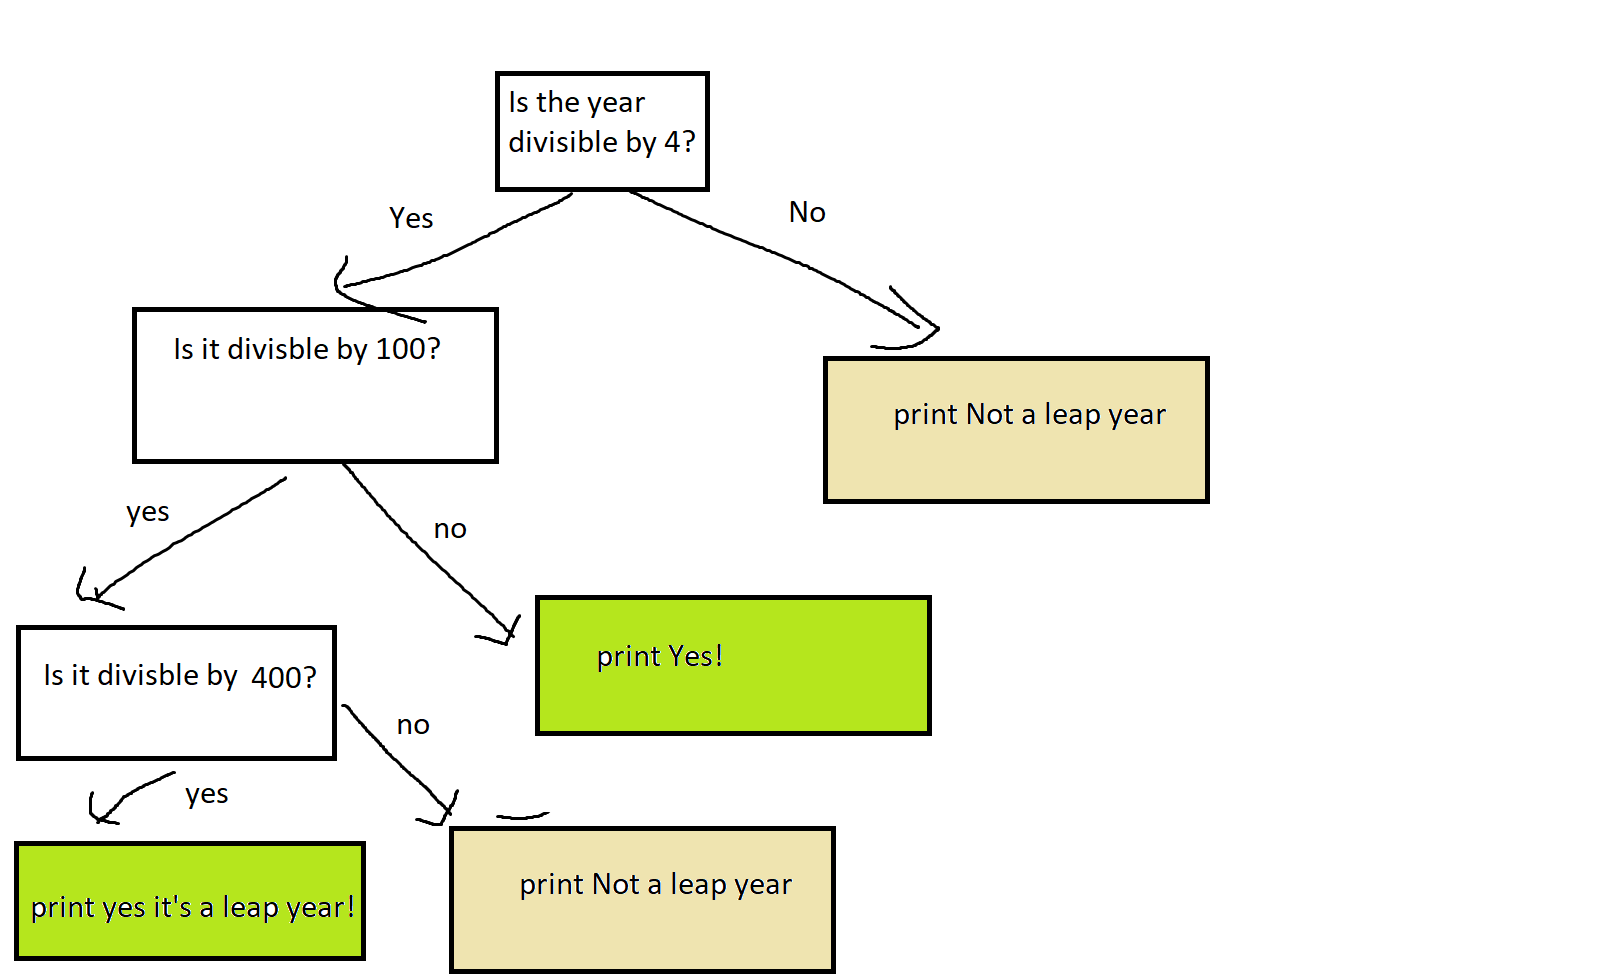 Is the year
divisible by 4?
Yes
No
Is it divisble by 100?
print Not a leap year
yes
no
print Yes!
Is it divisble by 400?
no
yes
print yes it's a leap year!
print Not a leap year